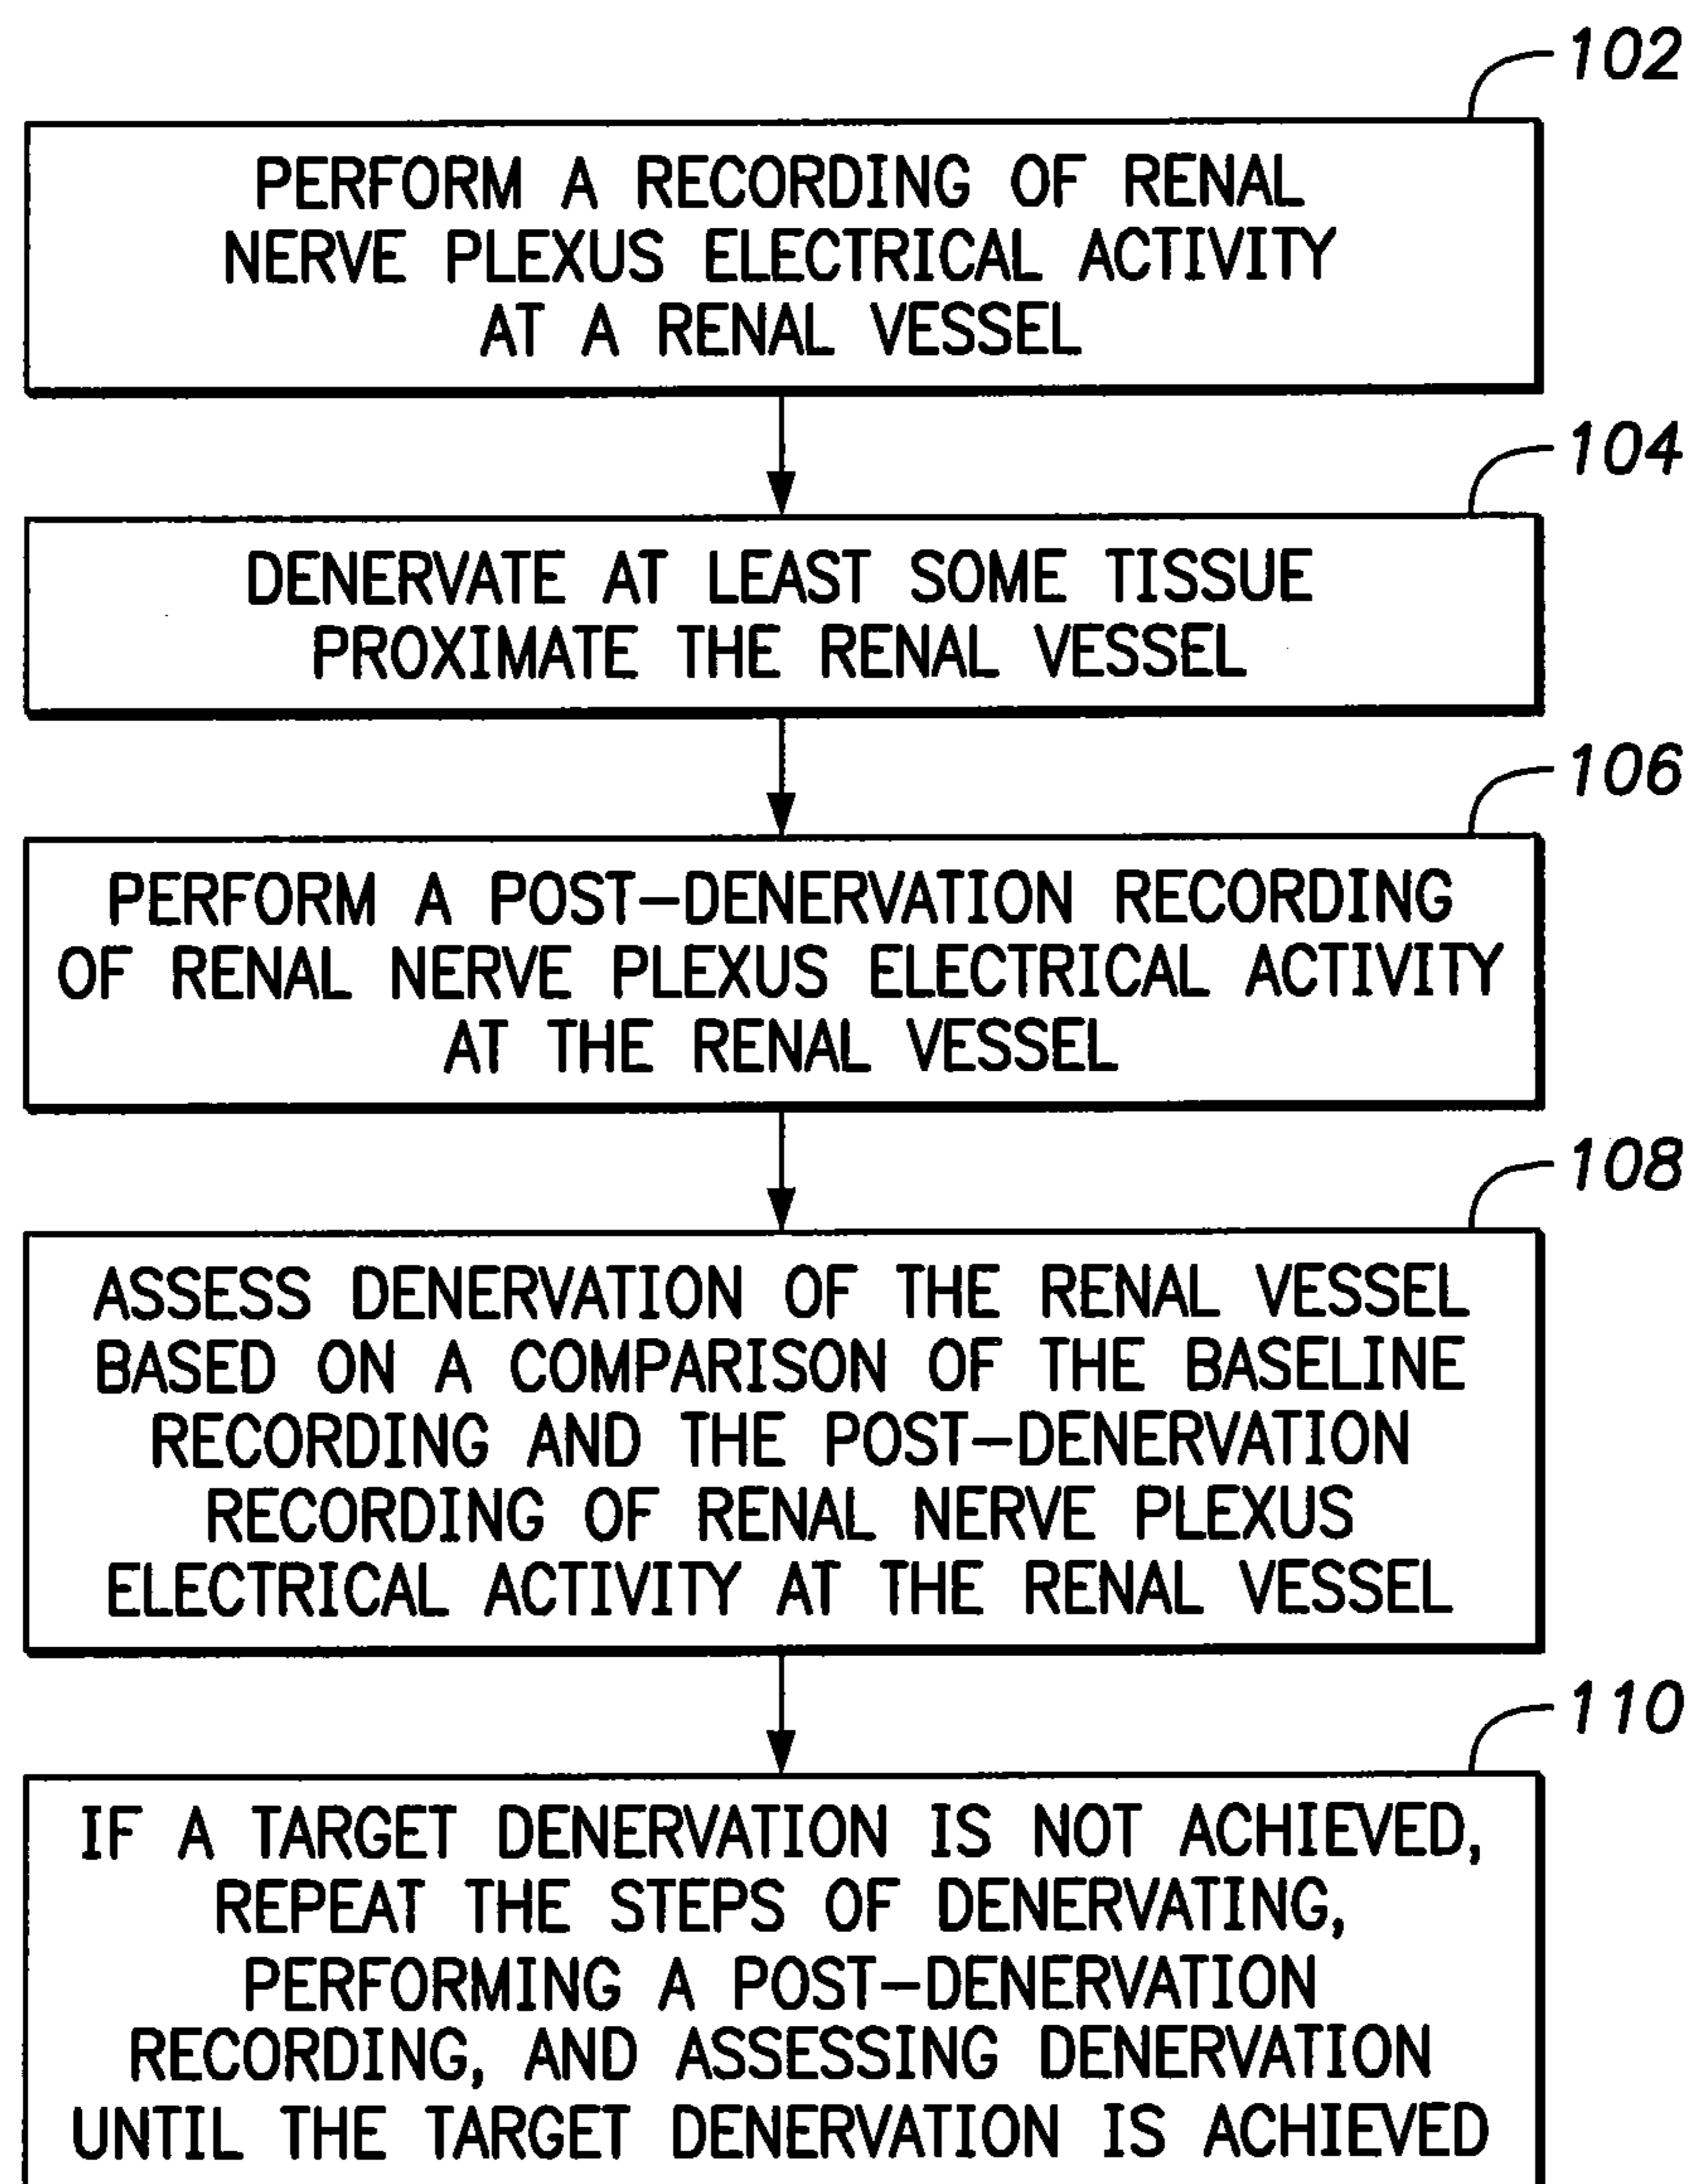 102
PERFORM A RECORDING OF RENAL
NERVE PLEXUS ELECTRICAL ACTIVITY
AT A RENAL VESSEL
104
DENERVATE AT LEAST SOME TISSUE
PROXIMATE THE RENAL VESSEL
106
PERFORM A POST-DENERVATION RECORDING
OF RENAL NERVE PLEXUS ELECTRICAL ACTIVITY
AT THE RENAL VESSEL
108
ASSESS DENERVATION OF THE RENAL VESSEL
BASED ON A COMPARISON OF THE BASELINE
RECORDING AND THE POST-DENERVATION
RECORDING OF RENAL NERVE PLEXUS
ELECTRICAL ACTIVITY AT THE RENAL VESSEL
110
IF A TARGET DENERVATION IS NOT ACHIEVED,
REPEAT THE STEPS OF DENERVATING,
PERFORMING A POST-DENERVATION
RECORDING, AND ASSESSING DENERVATION
UNTIL THE TARGET DENERVATION IS ACHIEVED